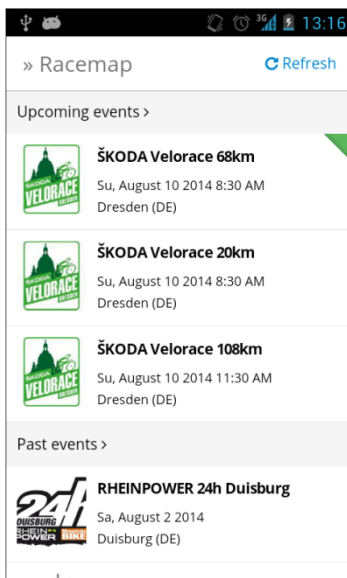 3G 13:16
» Racemap Refresh
Upcoming events >
ŠKODA Velorace 68km
Su, August 10 2014 8:30 AM
Dresden (DE)
ŠKODA VELORACE DRESDEN
ŠKODA Velorace 20km
Su, August 10 2014 8:30 AM
Dresden (DE)
ŠKODA VELORACE DRESDEN
ŠKODA Velorace 108km
Su, August 10 2014 11:30 AM
Dresden (DE)
ŠKODA VELORACE DRESDEN
Past events >
RHEINPOWER 24h Duisburg
Sa, August 2 2014
Duisburg (DE)
24H
DUISBURG
RHEIN
POWER BIKE